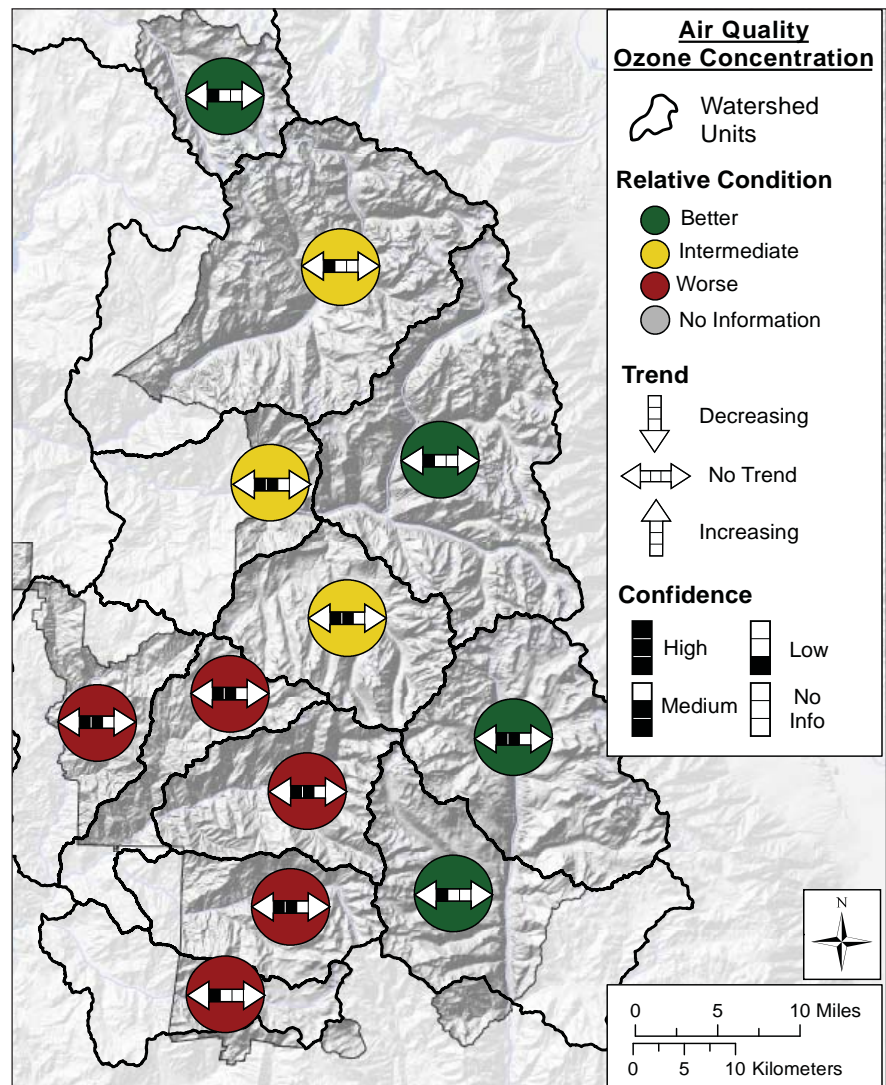 Air Quality
Ozone Concentration
Watershed
Units
Relative Condition
Better
Intermediate
Worse
No Information
Trend
Decreasing
No Trend
Increasing
Confidence
High
Low
Medium
No
Info
N
0 5 10 Miles
0 5 10 Kilometers